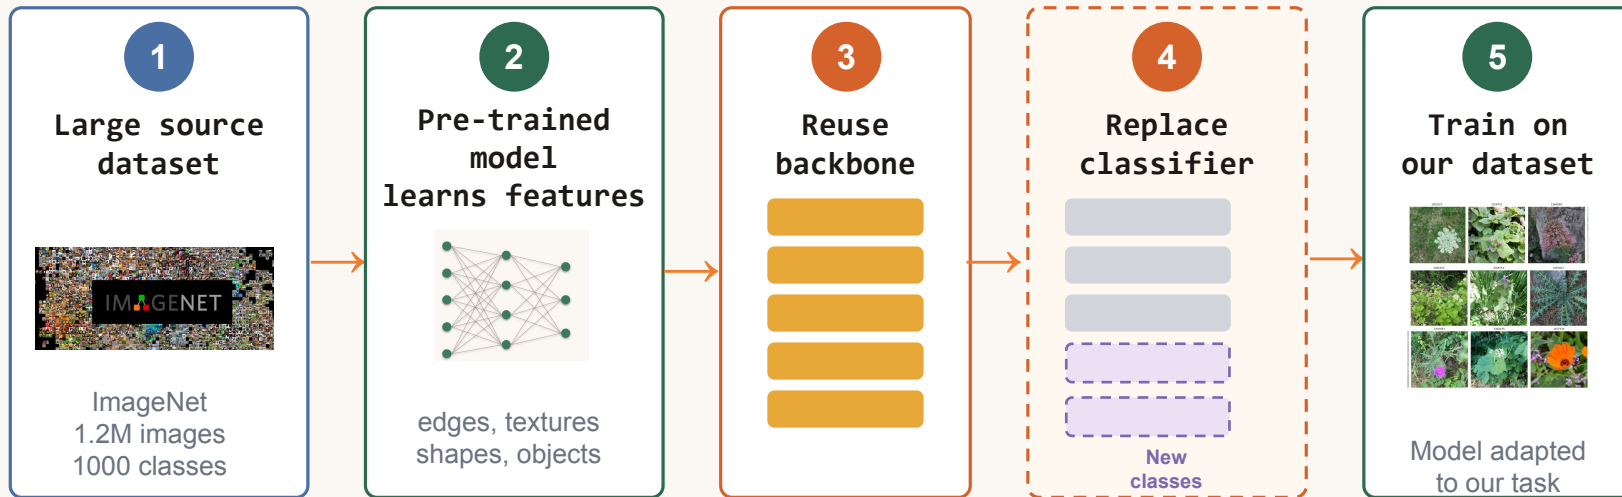 1
Large source
dataset
IMAGENET
ImageNet
1.2M images
1000 classes
2
Pre-trained
model
learns features
edges, textures
shapes, objects
3
Reuse
backbone
4
Replace
classifier
New
classes
5
Train on
our dataset
Model adapted
to our task